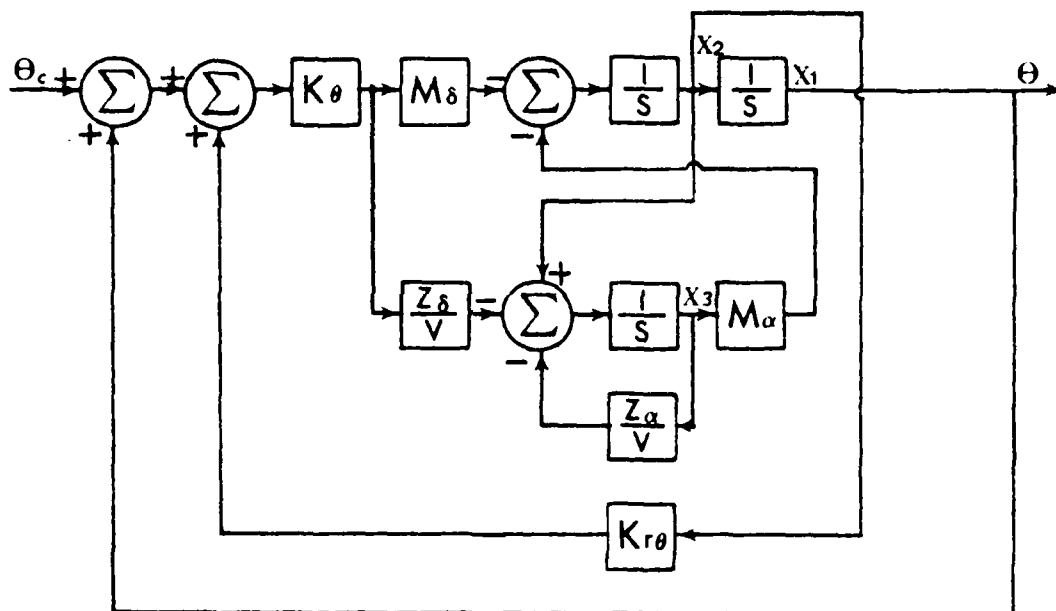 Θc + Σ + Σ Kθ Mδ − Σ 1/S X2 1/S X1 Θ
+ + −
Zδ/V − Σ + 1/S X3 Mα
−
Zα/V
Krθ